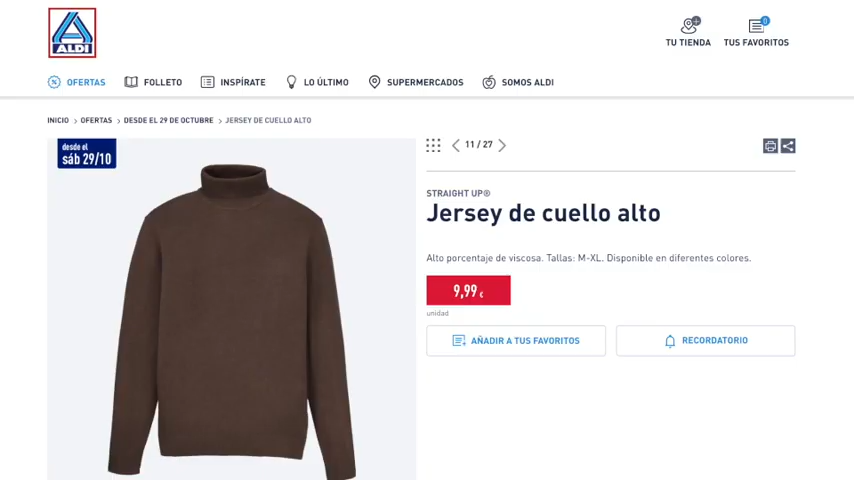 ALDI
TU TIENDA
0
TUS FAVORITOS
OFERTAS
FOLLETO
INSPÍRATE
LO ÚLTIMO
SUPERMERCADOS
SOMOS ALDI
INICIO > OFERTAS > DESDE EL 29 DE OCTUBRE > JERSEY DE CUELLO ALTO
desde el
sáb 29/10
11 / 27
STRAIGHT UP®
Jersey de cuello alto
Alto porcentaje de viscosa. Tallas: M-XL. Disponible en diferentes colores.
9,99 €
unidad
AÑADIR A TUS FAVORITOS
RECORDATORIO